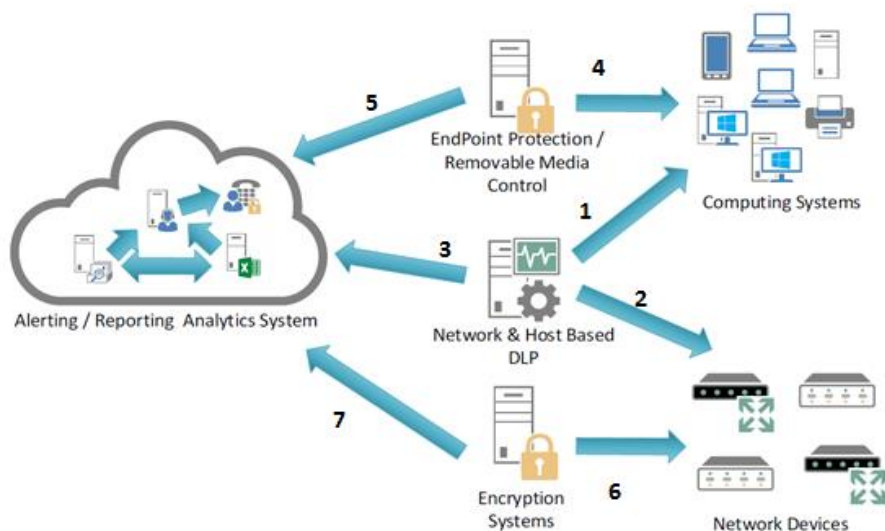 5
4
EndPoint Protection /
Removable Media
Control
1
Computing Systems
3
2
Alerting / Reporting Analytics System
Network & Host Based
DLP
7
6
Encryption
Systems
Network Devices